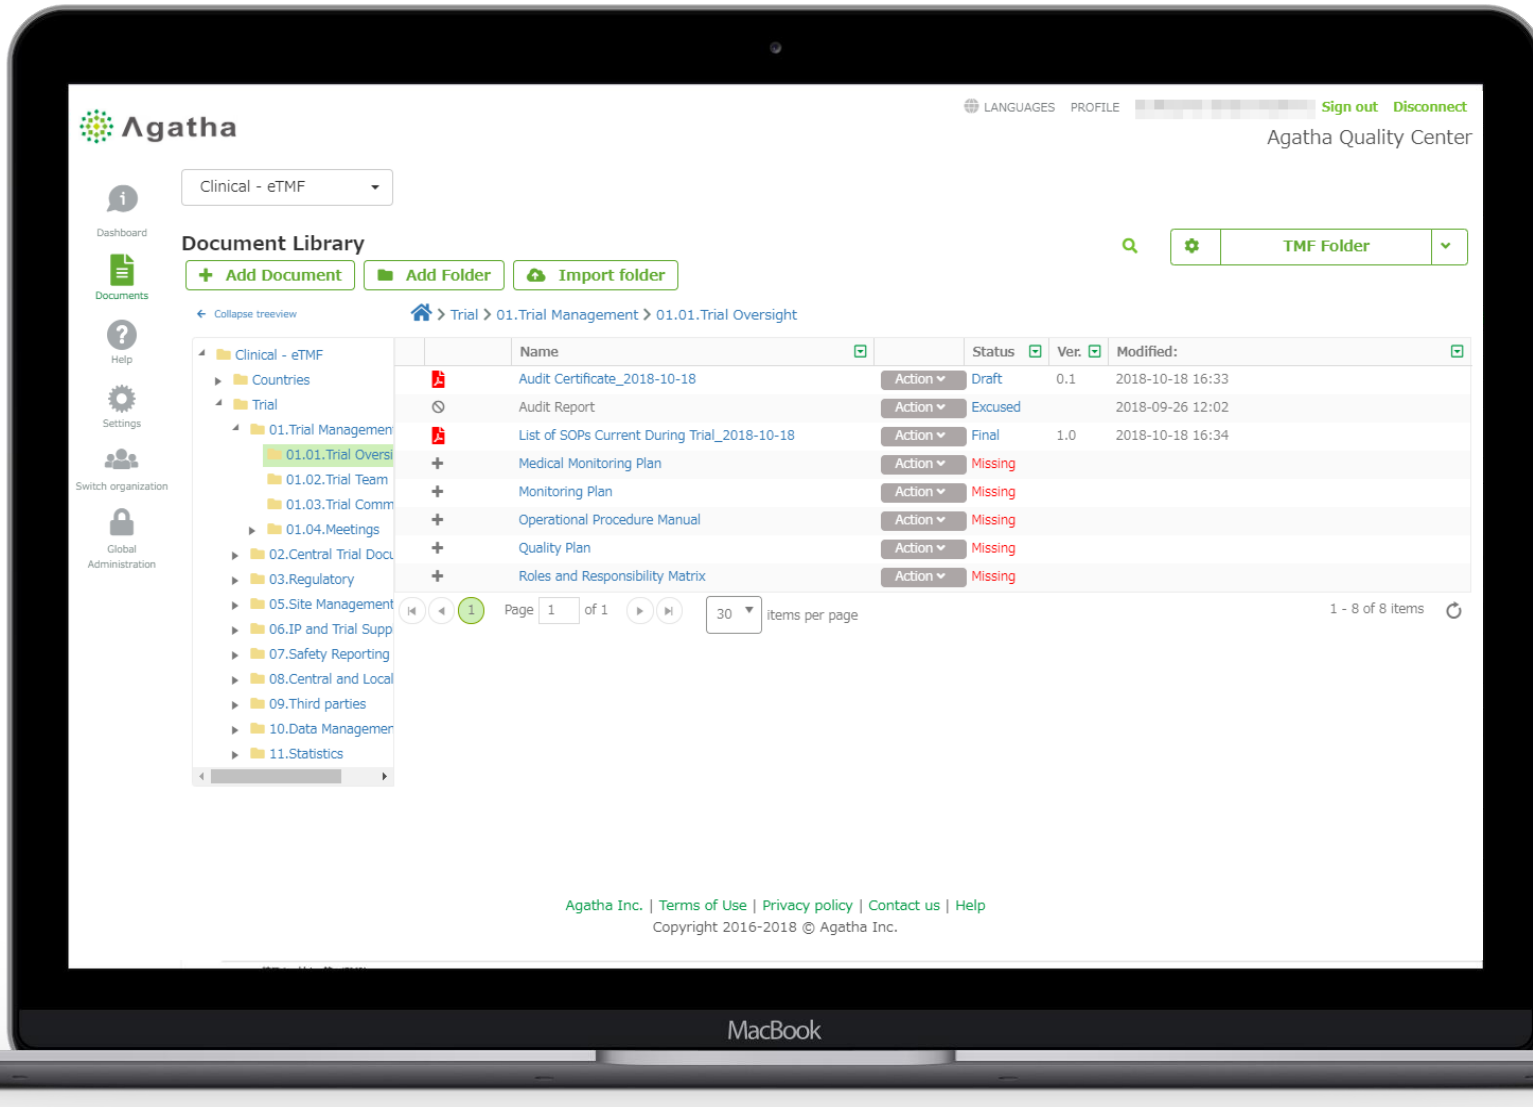 Agatha
LANGUAGES PROFILE Sign out Disconnect
Agatha Quality Center
Clinical - eTMF
Dashboard
Documents
Help
Settings
Switch organization
Global
Administration
Document Library
TMF Folder
+ Add Document Add Folder Import folder
← Collapse treeview
Trial > 01.Trial Management > 01.01.Trial Oversight
Clinical - eTMF
Countries
Trial
01.Trial Managemen
01.01.Trial Oversi
01.02.Trial Team
01.03.Trial Comm
01.04.Meetings
02.Central Trial Docu
03.Regulatory
05.Site Management
06.IP and Trial Supp
07.Safety Reporting
08.Central and Local
09.Third parties
10.Data Managemen
11.Statistics
Name Status Ver. Modified:
Audit Certificate_2018-10-18 Action Draft 0.1 2018-10-18 16:33
Audit Report Action Excused 2018-09-26 12:02
List of SOPs Current During Trial_2018-10-18 Action Final 1.0 2018-10-18 16:34
Medical Monitoring Plan Action Missing
Monitoring Plan Action Missing
Operational Procedure Manual Action Missing
Quality Plan Action Missing
Roles and Responsibility Matrix Action Missing
1 Page 1 of 1 30 items per page 1 - 8 of 8 items
Agatha Inc. | Terms of Use | Privacy policy | Contact us | Help
Copyright 2016-2018 © Agatha Inc.
MacBook